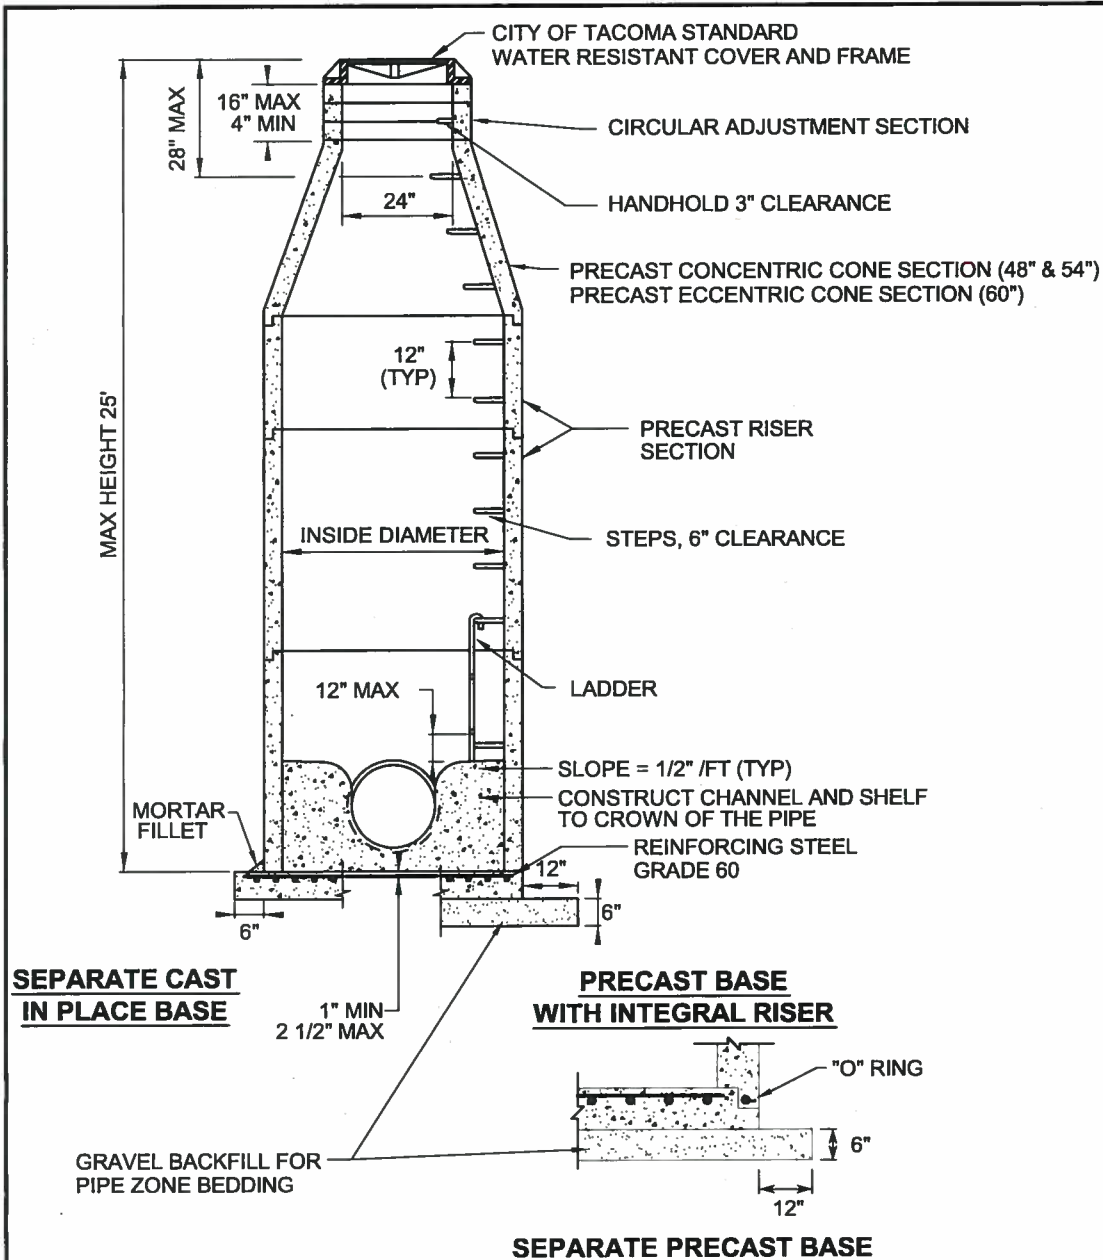 CITY OF TACOMA STANDARD
WATER RESISTANT COVER AND FRAME
28" MAX
16" MAX
4" MIN
CIRCULAR ADJUSTMENT SECTION
24"
HANDHOLD 3" CLEARANCE
PRECAST CONCENTRIC CONE SECTION (48" & 54")
PRECAST ECCENTRIC CONE SECTION (60")
12"
(TYP)
MAX HEIGHT 25'
PRECAST RISER
SECTION
INSIDE DIAMETER
STEPS, 6" CLEARANCE
12" MAX
LADDER
SLOPE = 1/2" /FT (TYP)
CONSTRUCT CHANNEL AND SHELF
TO CROWN OF THE PIPE
MORTAR
FILLET
REINFORCING STEEL
GRADE 60
12"
6"
6"
SEPARATE CAST
IN PLACE BASE
1" MIN
2 1/2" MAX
PRECAST BASE
WITH INTEGRAL RISER
"O" RING
GRAVEL BACKFILL FOR
PIPE ZONE BEDDING
6"
12"
SEPARATE PRECAST BASE